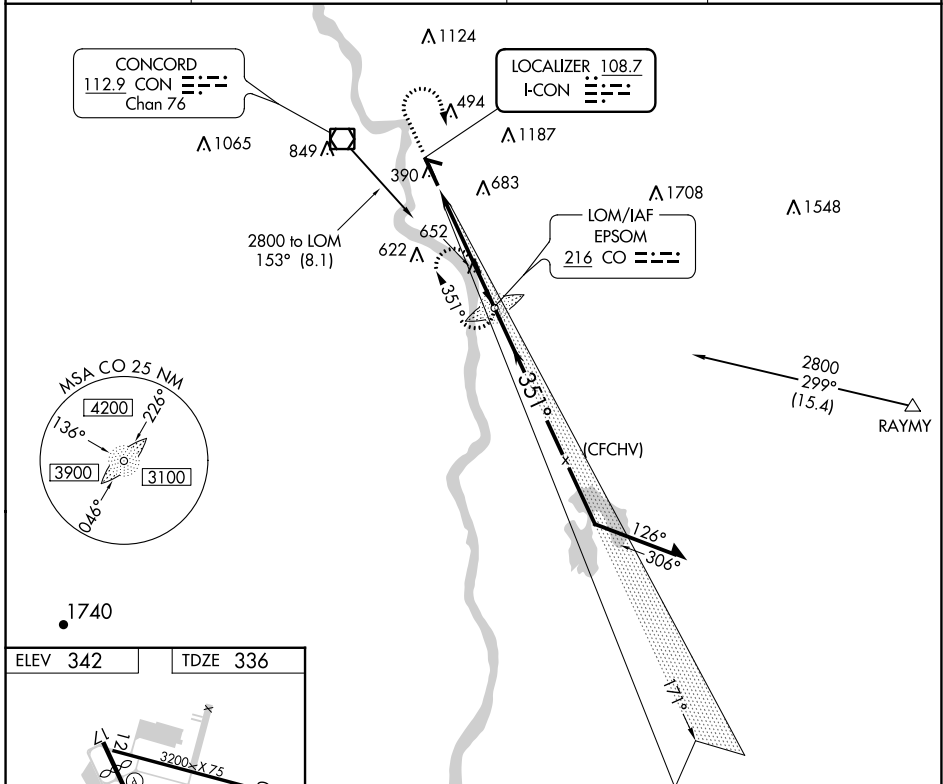 1124
CONCORD
112.9 CON
Chan 76
LOCALIZER 108.7
I-CON
494
1187
1065
849
390
683
1708
1548
LOM/IAF
EPSOM
216 CO
652
622
2800 to LOM
153° (8.1)
351°
351°
2800
299°
(15.4)
RAYMY
MSA CO 25 NM
4200
226°
136°
3900
3100
046°
(CFCHV)
126°
306°
1740
171°
ELEV 342
TDZE 336
17
12
3200 X 75
A